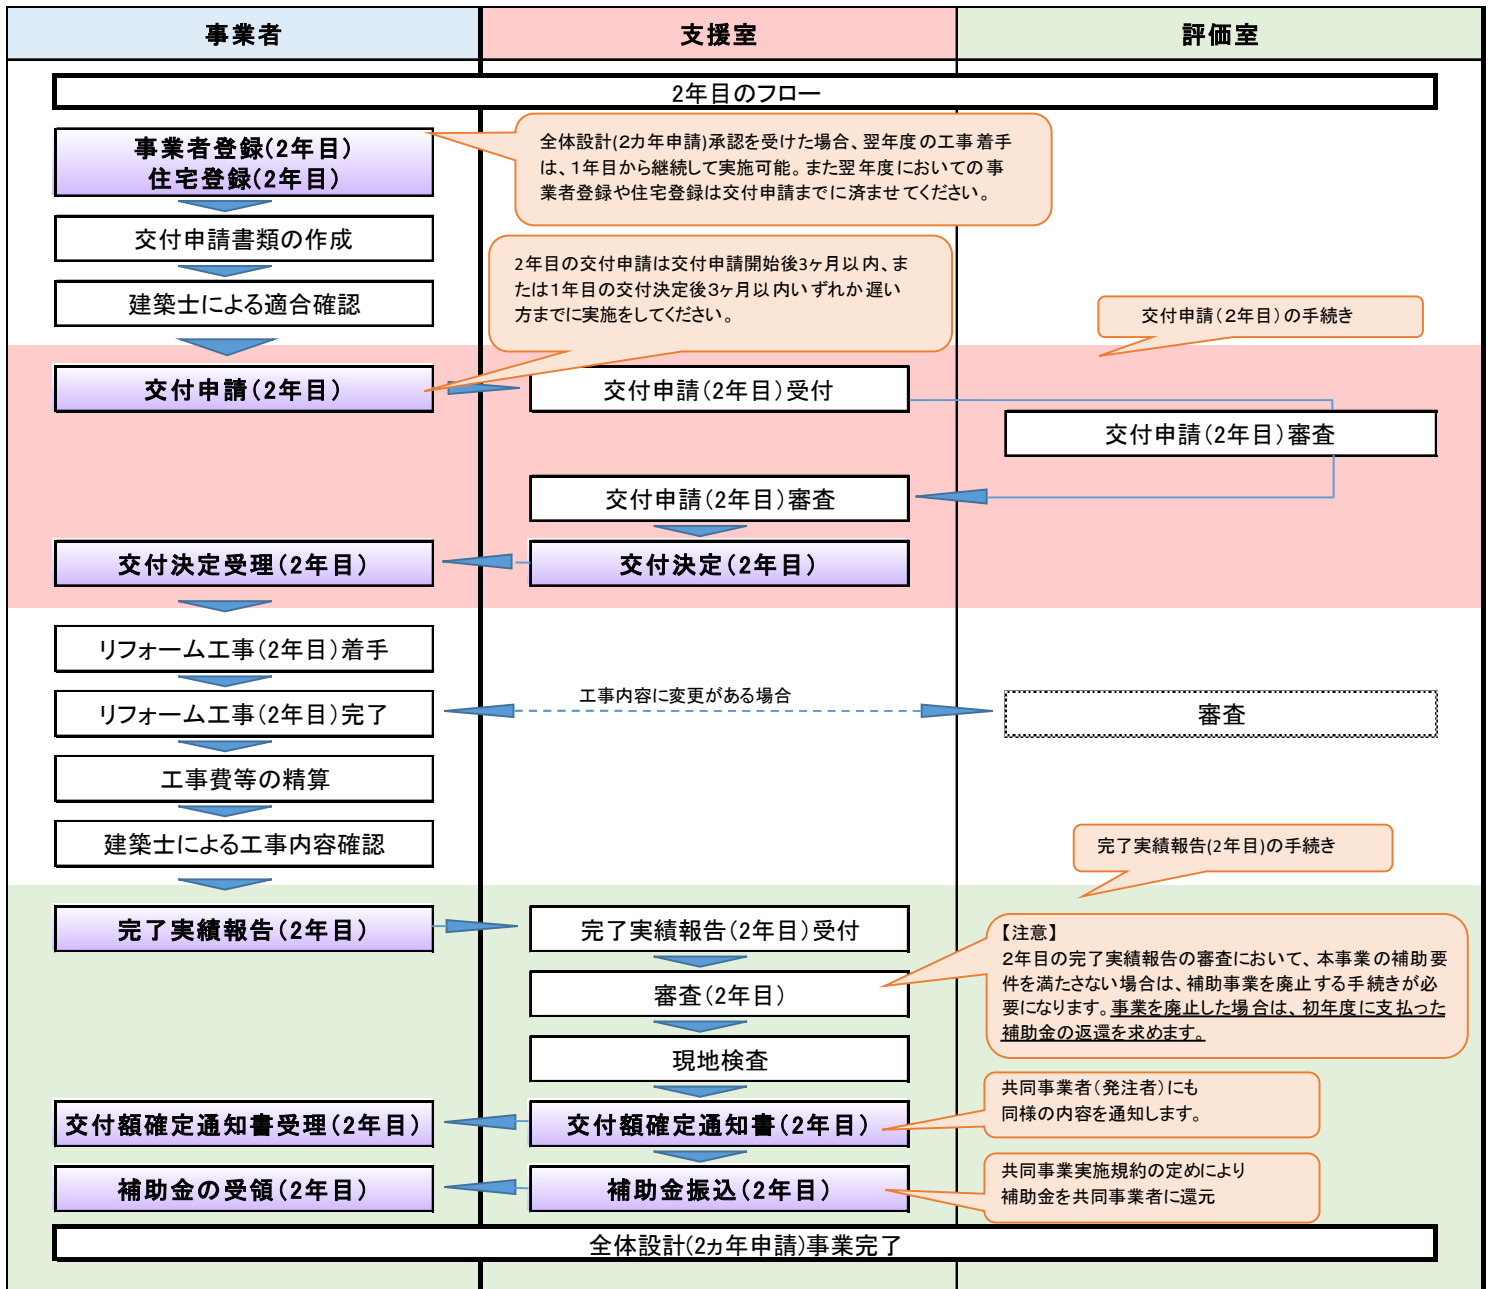 事業者
支援室
評価室
2年目のフロー
事業者登録(2年目)
住宅登録(2年目)
全体設計(2カ年申請)承認を受けた場合、翌年度の工事着手
は、1年目から継続して実施可能。また翌年度においての事
業者登録や住宅登録は交付申請までに済ませてください。
交付申請書類の作成
2年目の交付申請は交付申請開始後3ヶ月以内、ま
たは1年目の交付決定後3ヶ月以内いずれか遅い
方までに実施をしてください。
建築士による適合確認
交付申請(2年目)の手続き
交付申請(2年目)
交付申請(2年目)受付
交付申請(2年目)審査
交付申請(2年目)審査
交付決定受理(2年目)
交付決定(2年目)
リフォーム工事(2年目)着手
リフォーム工事(2年目)完了
工事内容に変更がある場合
審査
工事費等の精算
建築士による工事内容確認
完了実績報告(2年目)の手続き
完了実績報告(2年目)
完了実績報告(2年目)受付
【注意】
2年目の完了実績報告の審査において、本事業の補助要
件を満たさない場合は、補助事業を廃止する手続きが必
要になります。事業を廃止した場合は、初年度に支払った
補助金の返還を求めます。
審査(2年目)
現地検査
共同事業者(発注者)にも
同様の内容を通知します。
交付額確定通知書受理(2年目)
交付額確定通知書(2年目)
共同事業実施規約の定めにより
補助金を共同事業者に還元
補助金の受領(2年目)
補助金振込(2年目)
全体設計(2ヵ年申請)事業完了